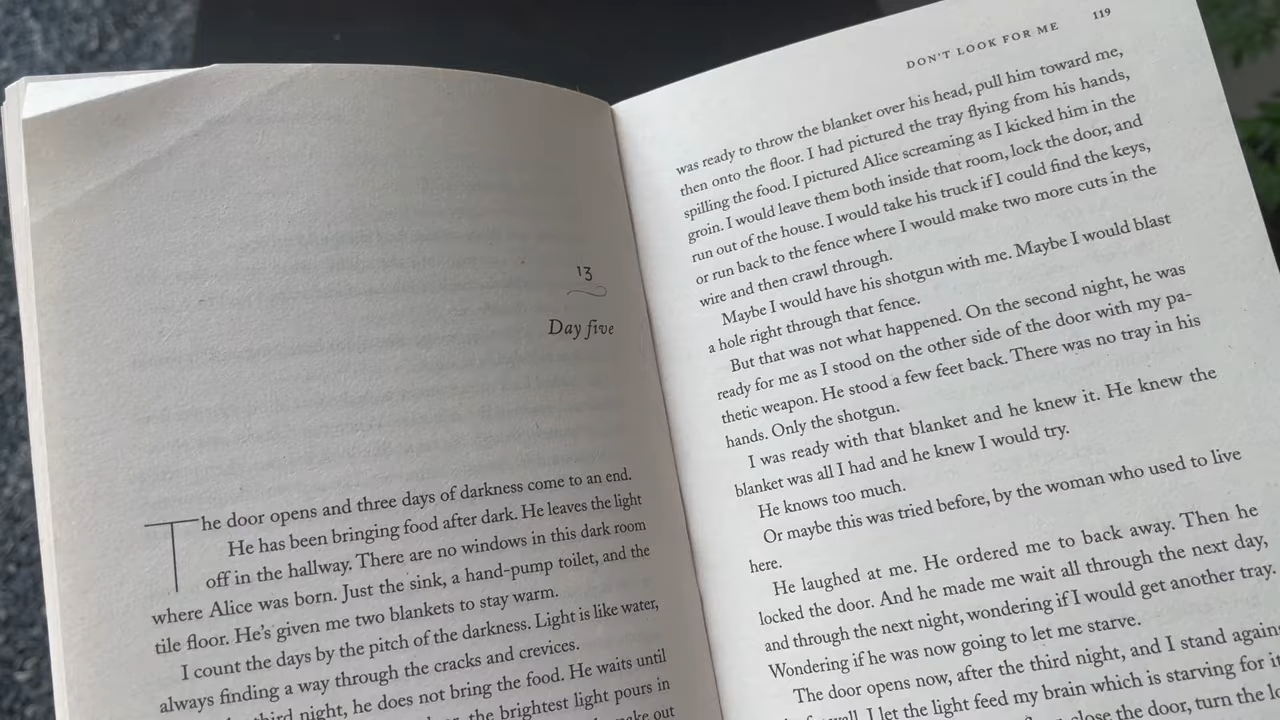 13
Day five
The door opens and three days of darkness come to an end.
He has been bringing food after dark. He leaves the light
off in the hallway. There are no windows in this dark room
where Alice was born. Just the sink, a hand-pump toilet, and the
tile floor. He's given me two blankets to stay warm.
I count the days by the pitch of the darkness. Light is like water,
always finding a way through the cracks and crevices.
third night, he does not bring the food. He waits until
the brightest light pours in
make out
DON'T LOOK FOR ME 119
was ready to throw the blanket over his head, pull him toward me,
then onto the floor. I had pictured the tray flying from his hands,
spilling the food. I pictured Alice screaming as I kicked him in the
groin. I would leave them both inside that room, lock the door, and
run out of the house. I would take his truck if I could find the keys,
or run back to the fence where I would make two more cuts in the
wire and then crawl through.
Maybe I would have his shotgun with me. Maybe I would blast
a hole right through that fence.
But that was not what happened. On the second night, he was
ready for me as I stood on the other side of the door with my pa-
thetic weapon. He stood a few feet back. There was no tray in his
hands. Only the shotgun.
I was ready with that blanket and he knew it. He knew the
blanket was all I had and he knew I would try.
He knows too much.
Or maybe this was tried before, by the woman who used to live
here.
He laughed at me. He ordered me to back away. Then he
locked the door. And he made me wait all through the next day,
and through the next night, wondering if I would get another tray.
Wondering if he was now going to let me starve.
The door opens now, after the third night, and I stand
wall. I let the light feed my brain which is starving for
close the door, turn the